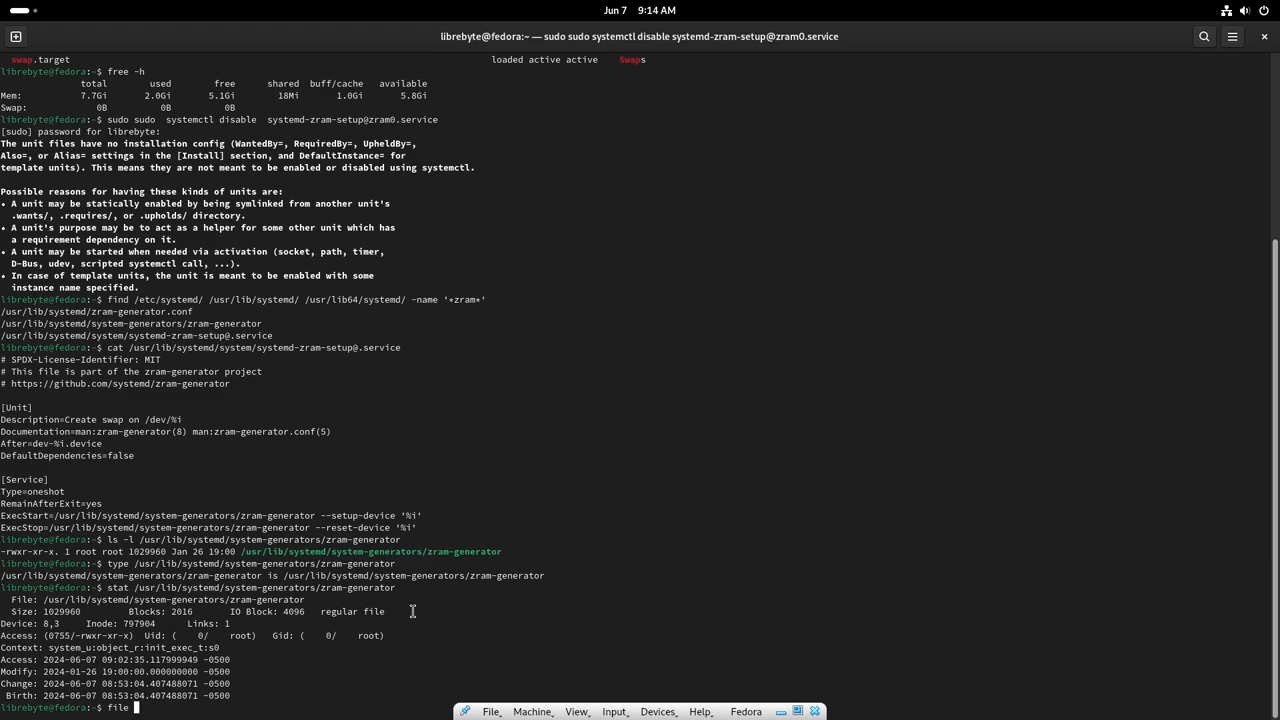 Jun 7 9:14 AM
librebyte@fedora:~ — sudo sudo systemctl disable systemd-zram-setup@zram0.service
swap.target loaded active active Swaps
librebyte@fedora:~$ free -h
total used free shared buff/cache available
Mem: 7.7Gi 2.0Gi 5.1Gi 18Mi 1.0Gi 5.8Gi
Swap: 0B 0B 0B
librebyte@fedora:~$ sudo sudo systemctl disable systemd-zram-setup@zram0.service
[sudo] password for librebyte:
The unit files have no installation config (WantedBy=, RequiredBy=, UpheldBy=,
Also=, or Alias= settings in the [Install] section, and DefaultInstance= for
template units). This means they are not meant to be enabled or disabled using systemctl.
Possible reasons for having these kinds of units are:
• A unit may be statically enabled by being symlinked from another unit's
.wants/, .requires/, or .upholds/ directory.
• A unit's purpose may be to act as a helper for some other unit which has
a requirement dependency on it.
• A unit may be started when needed via activation (socket, path, timer,
D-Bus, udev, scripted systemctl call, ...).
• In case of template units, the unit is meant to be enabled with some
instance name specified.
librebyte@fedora:~$ find /etc/systemd/ /usr/lib/systemd/ /usr/lib64/systemd/ -name '*zram*'
/usr/lib/systemd/zram-generator.conf
/usr/lib/systemd/system-generators/zram-generator
/usr/lib/systemd/system/systemd-zram-setup@.service
librebyte@fedora:~$ cat /usr/lib/systemd/system/systemd-zram-setup@.service
# SPDX-License-Identifier: MIT
# This file is part of the zram-generator project
# https://github.com/systemd/zram-generator
[Unit]
Description=Create swap on /dev/%i
Documentation=man:zram-generator(8) man:zram-generator.conf(5)
After=dev-%i.device
DefaultDependencies=false
[Service]
Type=oneshot
RemainAfterExit=yes
ExecStart=/usr/lib/systemd/system-generators/zram-generator --setup-device '%i'
ExecStop=/usr/lib/systemd/system-generators/zram-generator --reset-device '%i'
librebyte@fedora:~$ ls -l /usr/lib/systemd/system-generators/zram-generator
-rwxr-xr-x. 1 root root 1029960 Jan 26 19:00 /usr/lib/systemd/system-generators/zram-generator
librebyte@fedora:~$ type /usr/lib/systemd/system-generators/zram-generator
/usr/lib/systemd/system-generators/zram-generator is /usr/lib/systemd/system-generators/zram-generator
librebyte@fedora:~$ stat /usr/lib/systemd/system-generators/zram-generator
File: /usr/lib/systemd/system-generators/zram-generator
Size: 1029960 Blocks: 2016 IO Block: 4096 regular file
Device: 8,3 Inode: 797904 Links: 1
Access: (0755/-rwxr-xr-x) Uid: ( 0/ root) Gid: ( 0/ root)
Context: system_u:object_r:init_exec_t:s0
Access: 2024-06-07 09:02:35.117999949 -0500
Modify: 2024-01-26 19:00:00.000000000 -0500
Change: 2024-06-07 08:53:04.407488071 -0500
Birth: 2024-06-07 08:53:04.407488071 -0500
librebyte@fedora:~$ file
File Machine View Input Devices Help Fedora